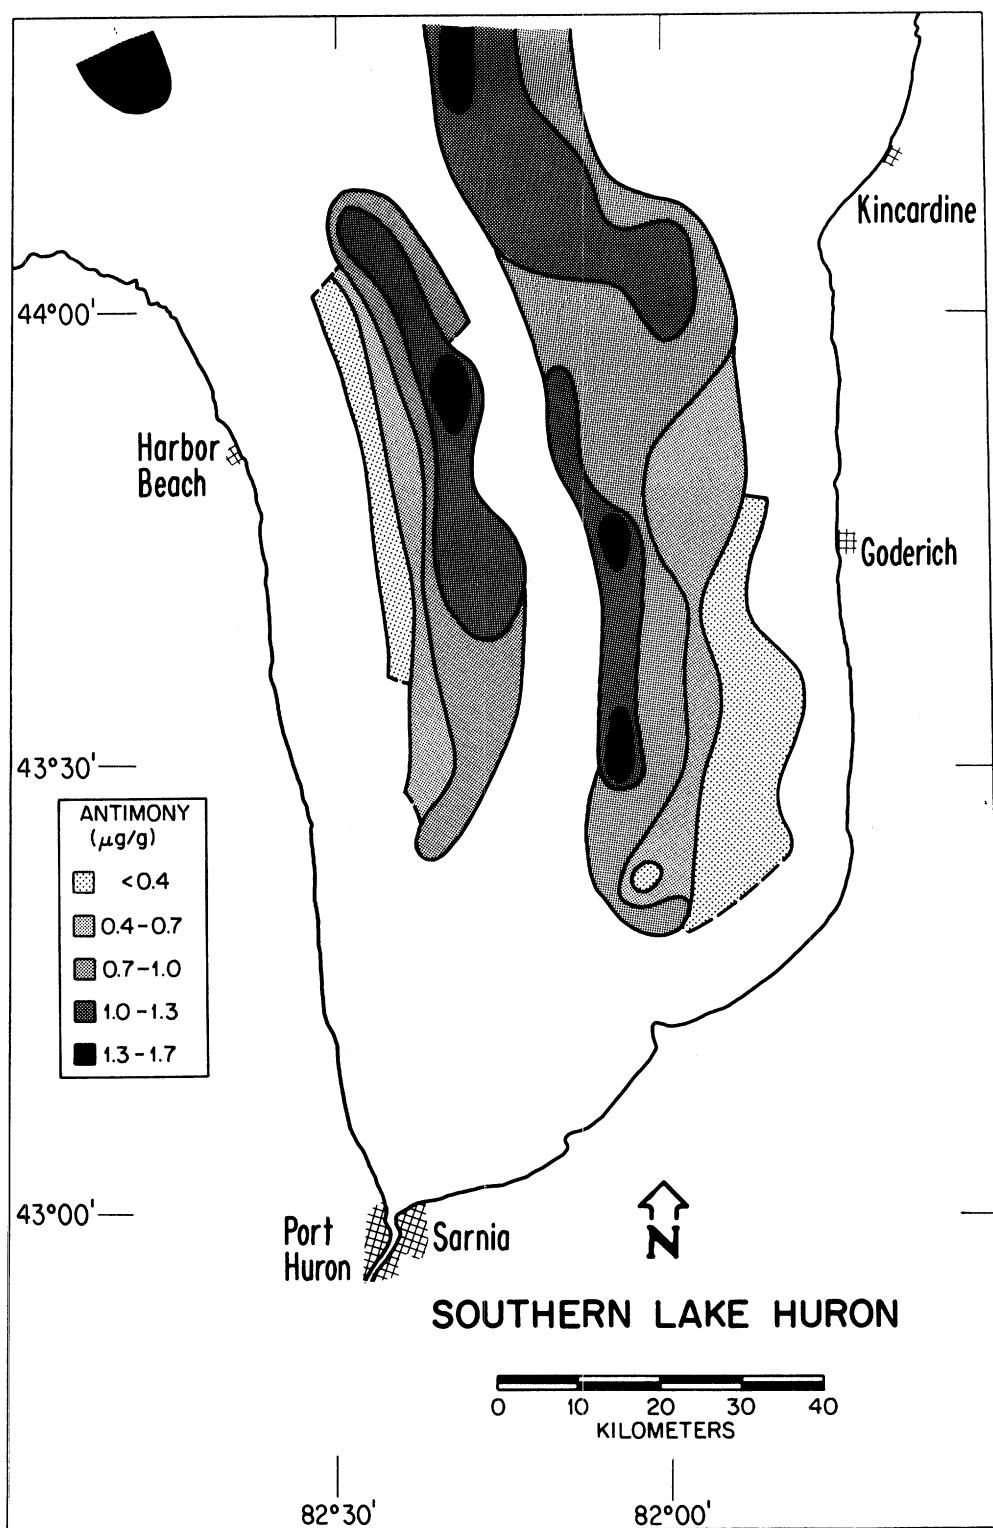 Kincardine
44°00'
Harbor
Beach
Goderich
43°30'
ANTIMONY
(μg/g)
<0.4
0.4-0.7
0.7-1.0
1.0-1.3
1.3-1.7
43°00'
Port
Huron
Sarnia
N
SOUTHERN LAKE HURON
0 10 20 30 40
KILOMETERS
82°30' 82°00'